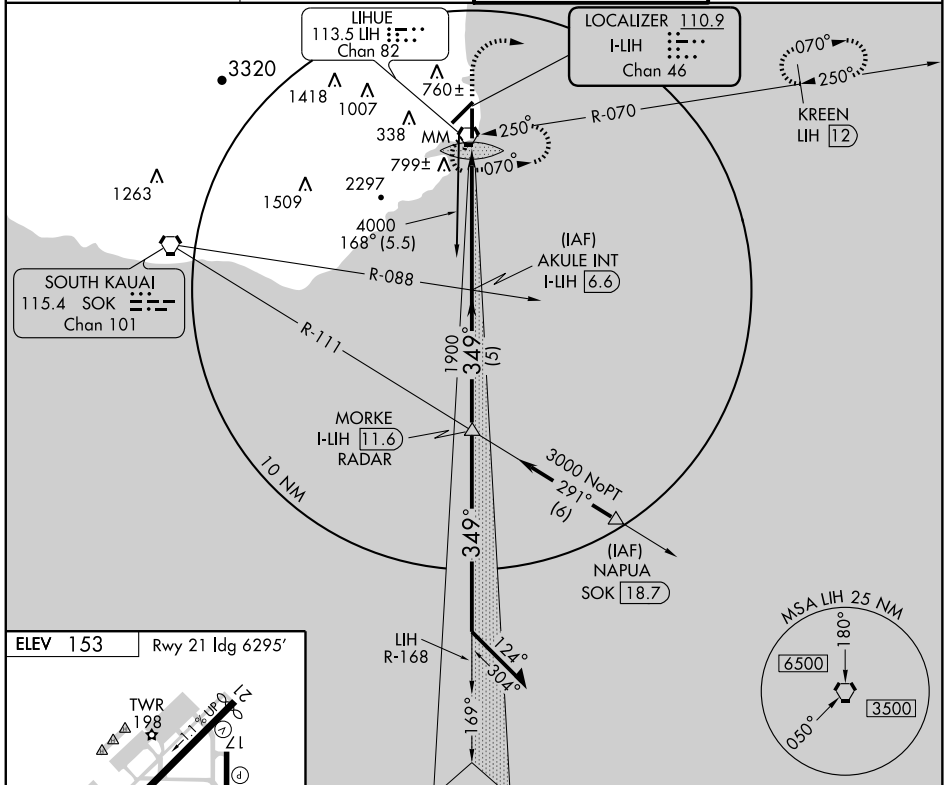 LIHUE
113.5 LIH
Chan 82
LOCALIZER 110.9
I-LIH
Chan 46
070°
250°
KREEN
LIH 12
R-070
3320
1418
1007
760±
338
MM
250°
799±
070°
1263
1509
2297
4000
168° (5.5)
(IAF)
AKULE INT
I-LIH 6.6
R-088
SOUTH KAUAI
115.4 SOK
Chan 101
R-111
1900
349°
(5)
MORKE
I-LIH 11.6
RADAR
3000 NoPT
291°
(6)
10 NM
349°
(IAF)
NAPUA
SOK 18.7
LIH
R-168
124°
304°
169°
MSA LIH 25 NM
180°
6500
3500
050°
ELEV 153
Rwy 21 ldg 6295'
TWR
198
1.1% UP
21
V
17
P